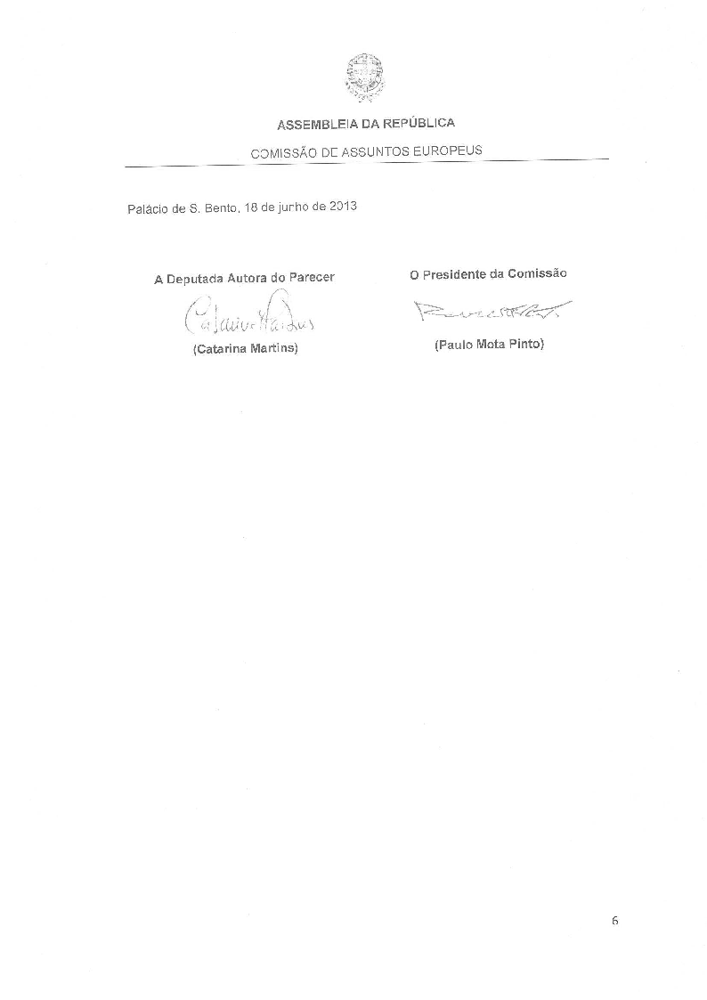 ASSEMBLEIA DA REPÚBLICA
COMISSÃO DE ASSUNTOS EUROPEUS
Palácio de S. Bento, 18 de junho de 2013
A Deputada Autora do Parecer
O Presidente da Comissão
Catarina Martins
(Catarina Martins)
(Paulo Mota Pinto)
6